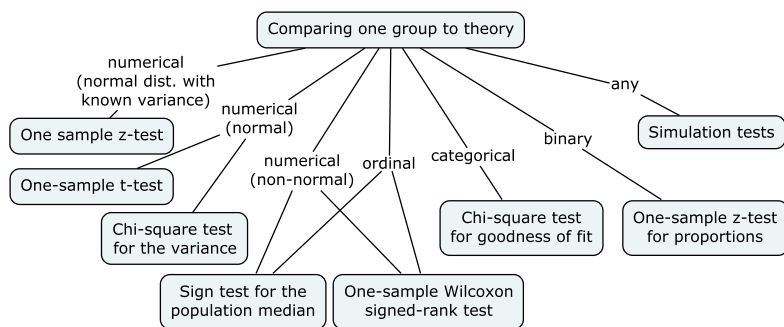 Comparing one group to theory
numerical
(normal dist. with
known variance)
One sample z-test
numerical
(normal)
One-sample t-test
Chi-square test
for the variance
numerical
(non-normal)
ordinal
Sign test for the
population median
One-sample Wilcoxon
signed-rank test
categorical
Chi-square test
for goodness of fit
binary
One-sample z-test
for proportions
any
Simulation tests